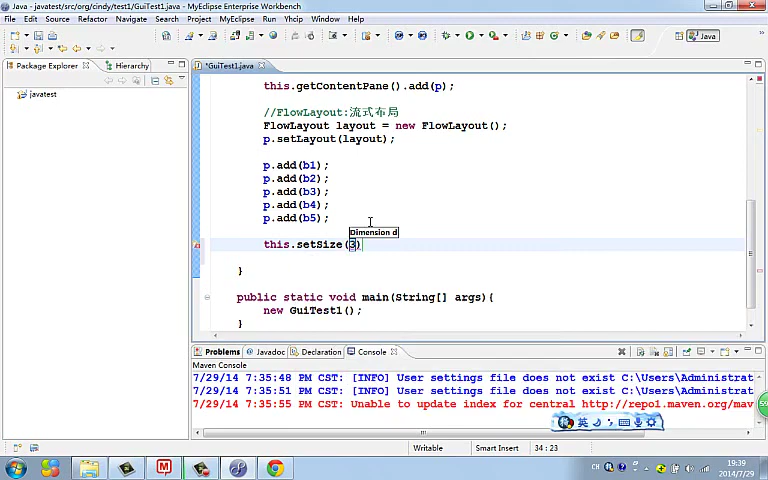 Java - javatest/src/org/cindy/test1/GuiTest1.java - MyEclipse Enterprise Workbench
File Edit Source Refactor Navigate Search Project MyEclipse Run YaYa Window Help
Java
Package Explorer Hierarchy
javatest
*GuiTest1.java
this.getContentPane().add(p);
//FlowLayout:流式布局
FlowLayout layout = new FlowLayout();
p.setLayout(layout);
p.add(b1);
p.add(b2);
p.add(b3);
p.add(b4);
p.add(b5);
Dimension d
this.setSize(3)
}
public static void main(String[] args){
new GuiTest1();
}
Problems Javadoc Declaration Console
Maven Console
7/29/14 7:35:48 PM CST: [INFO] User settings file does not exist C:\Users\Administrat
7/29/14 7:35:51 PM CST: [INFO] User settings file does not exist C:\Users\Administrat
7/29/14 7:35:55 PM CST: Unable to update index for central http://repo1.maven.org/mav
英
Writable Smart Insert 34 : 23
CH
19:39
2014/7/29